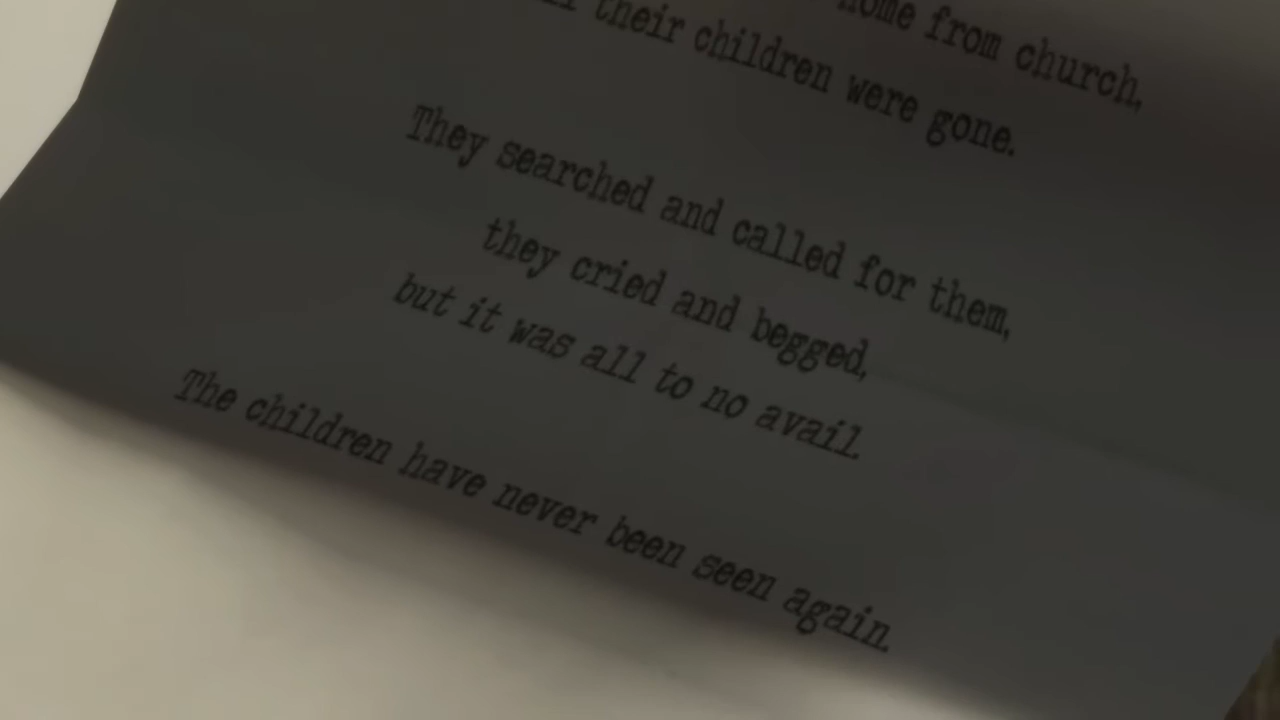 home from church,
their children were gone.
They searched and called for them,
they cried and begged,
but it was all to no avail.
The children have never been seen again.